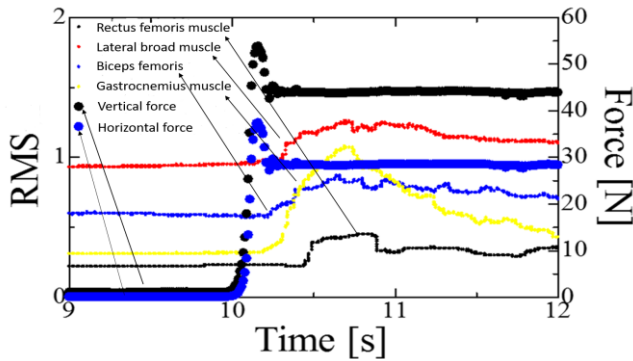 2
60
Rectus femoris muscle
Lateral broad muscle
50
Biceps femoris
Gastrocnemius muscle
40
Vertical force
Horizontal force
RMS
1
30
Force [N]
20
10
0
0
9
10
11
12
Time [s]